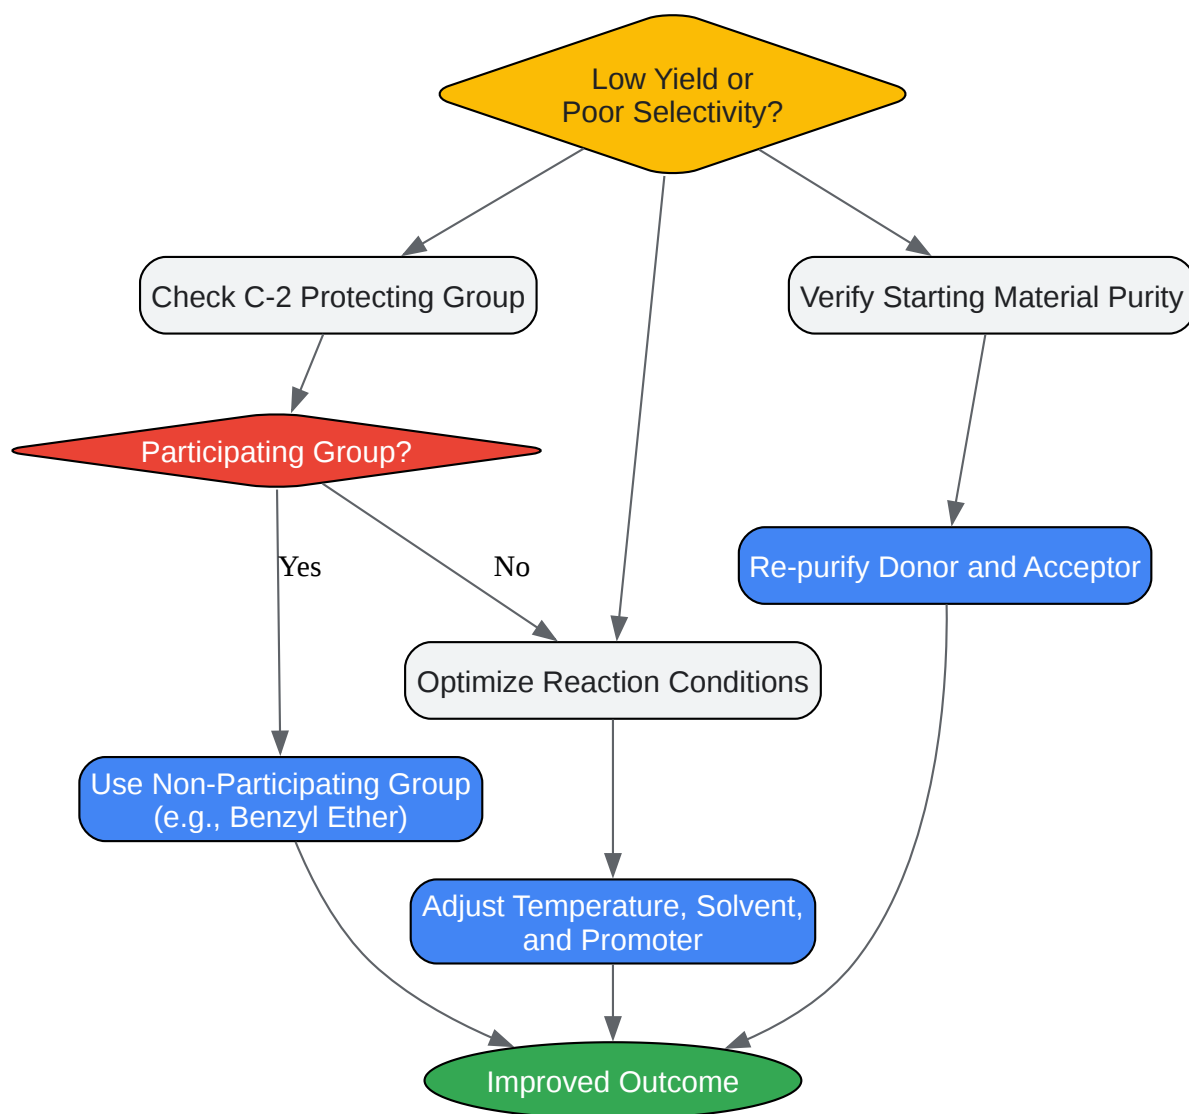 Low Yield or
Poor Selectivity?
Check C-2 Protecting Group
Verify Starting Material Purity
Participating Group?
Yes
No
Re-purify Donor and Acceptor
Optimize Reaction Conditions
Use Non-Participating Group
(e.g., Benzyl Ether)
Adjust Temperature, Solvent,
and Promoter
Improved Outcome